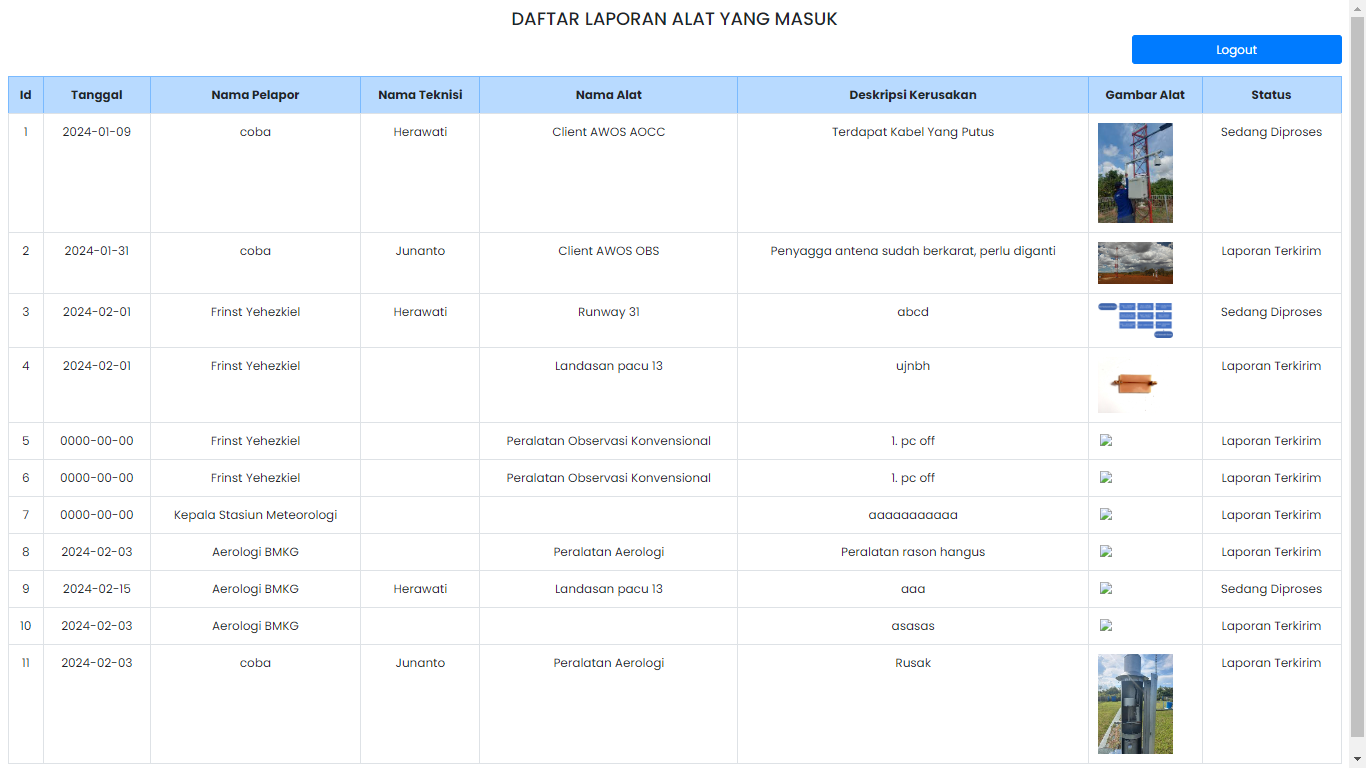 DAFTAR LAPORAN ALAT YANG MASUK
Logout
Id Tanggal Nama Pelapor Nama Teknisi Nama Alat Deskripsi Kerusakan Gambar Alat Status
1 2024-01-09 coba Herawati Client AWOS AOCC Terdapat Kabel Yang Putus Sedang Diproses
2 2024-01-31 coba Junanto Client AWOS OBS Penyagga antena sudah berkarat, perlu diganti Laporan Terkirim
3 2024-02-01 Frinst Yehezkiel Herawati Runway 31 abcd Sedang Diproses
4 2024-02-01 Frinst Yehezkiel Landasan pacu 13 ujnbh Laporan Terkirim
5 0000-00-00 Frinst Yehezkiel Peralatan Observasi Konvensional 1. pc off Laporan Terkirim
6 0000-00-00 Frinst Yehezkiel Peralatan Observasi Konvensional 1. pc off Laporan Terkirim
7 0000-00-00 Kepala Stasiun Meteorologi aaaaaaaaaaa Laporan Terkirim
8 2024-02-03 Aerologi BMKG Peralatan Aerologi Peralatan rason hangus Laporan Terkirim
9 2024-02-15 Aerologi BMKG Herawati Landasan pacu 13 aaa Sedang Diproses
10 2024-02-03 Aerologi BMKG asasas Laporan Terkirim
11 2024-02-03 coba Junanto Peralatan Aerologi Rusak Laporan Terkirim